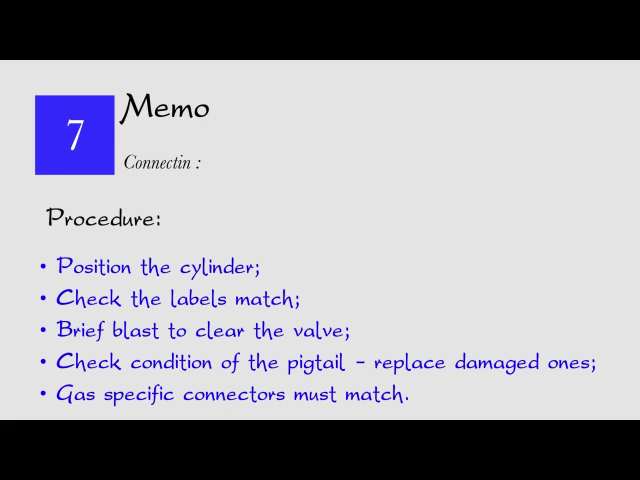 7
Memo
Connectin :
Procedure:
• Position the cylinder;
• Check the labels match;
• Brief blast to clear the valve;
• Check condition of the pigtail - replace damaged ones;
• Gas specific connectors must match.